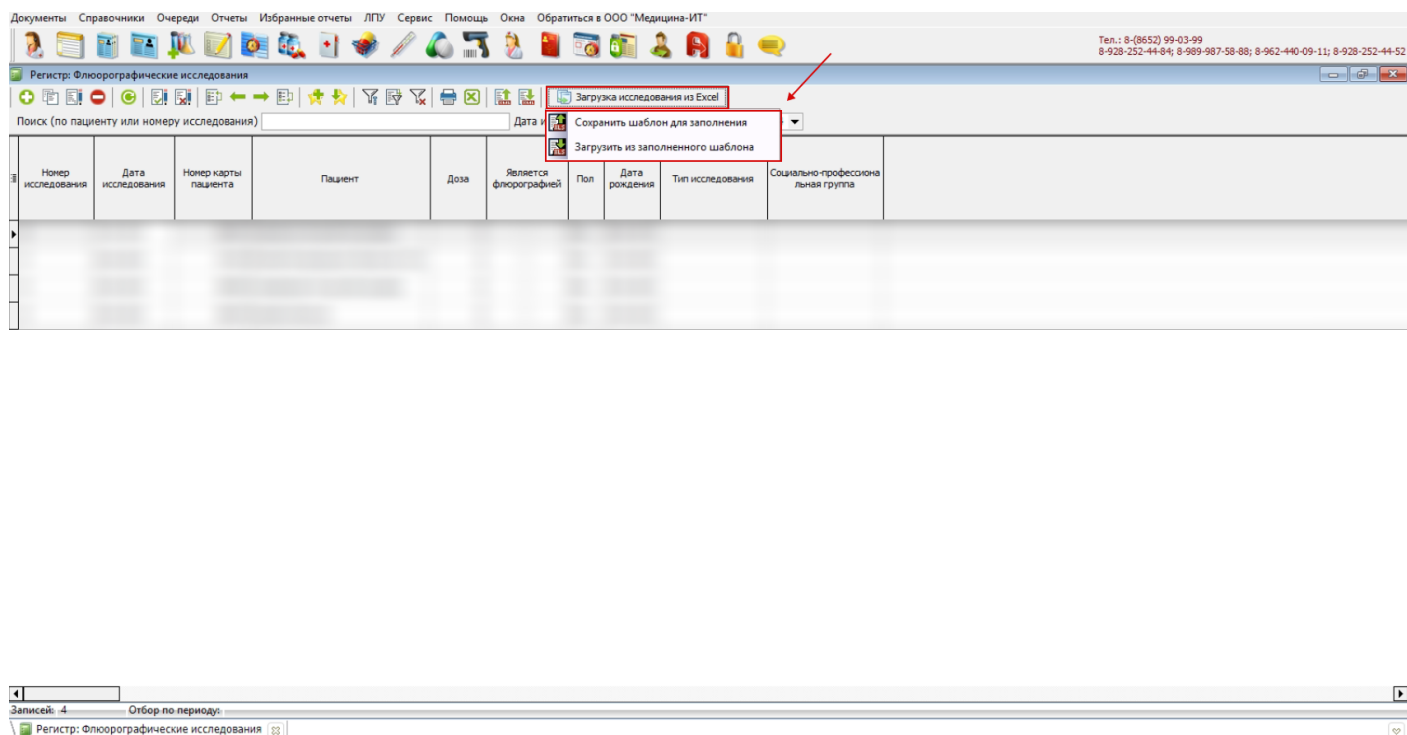 Документы Справочники Очереди Отчеты Избранные отчеты ЛПУ Сервис Помощь Окна Обратиться в ООО "Медицина-ИТ"
Тел.: 8-(8652) 99-03-99
8-928-252-44-84; 8-989-987-58-88; 8-962-440-09-11; 8-928-252-44-52
Регистр: Флюорографические исследования
Загрузка исследования из Excel
Поиск (по пациенту или номеру исследования) Дата
Сохранить шаблон для заполнения
Загрузить из заполненного шаблона
Номер исследования
Дата исследования
Номер карты пациента
Пациент
Доза
Является флюорографией
Пол
Дата рождения
Тип исследования
Социально-профессиона
льная группа
Записей: 4 Отбор по периоду:
Регистр: Флюорографические исследования